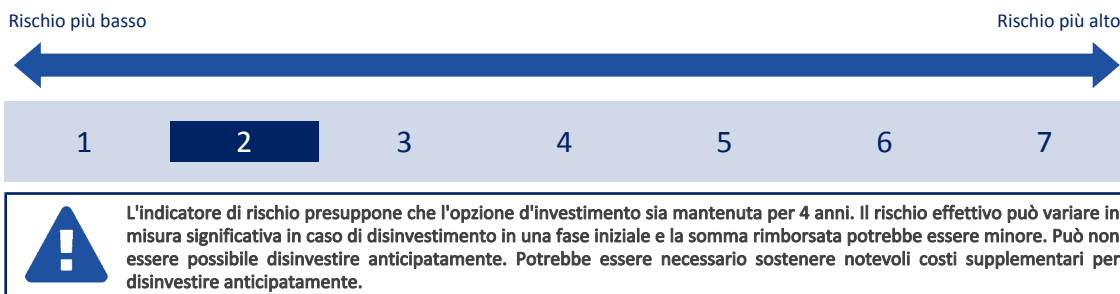 Rischio più basso Rischio più alto
1 2 3 4 5 6 7
L'indicatore di rischio presuppone che l'opzione d'investimento sia mantenuta per 4 anni. Il rischio effettivo può variare in
misura significativa in caso di disinvestimento in una fase iniziale e la somma rimborsata potrebbe essere minore. Può non
essere possibile disinvestire anticipatamente. Potrebbe essere necessario sostenere notevoli costi supplementari per
disinvestire anticipatamente.